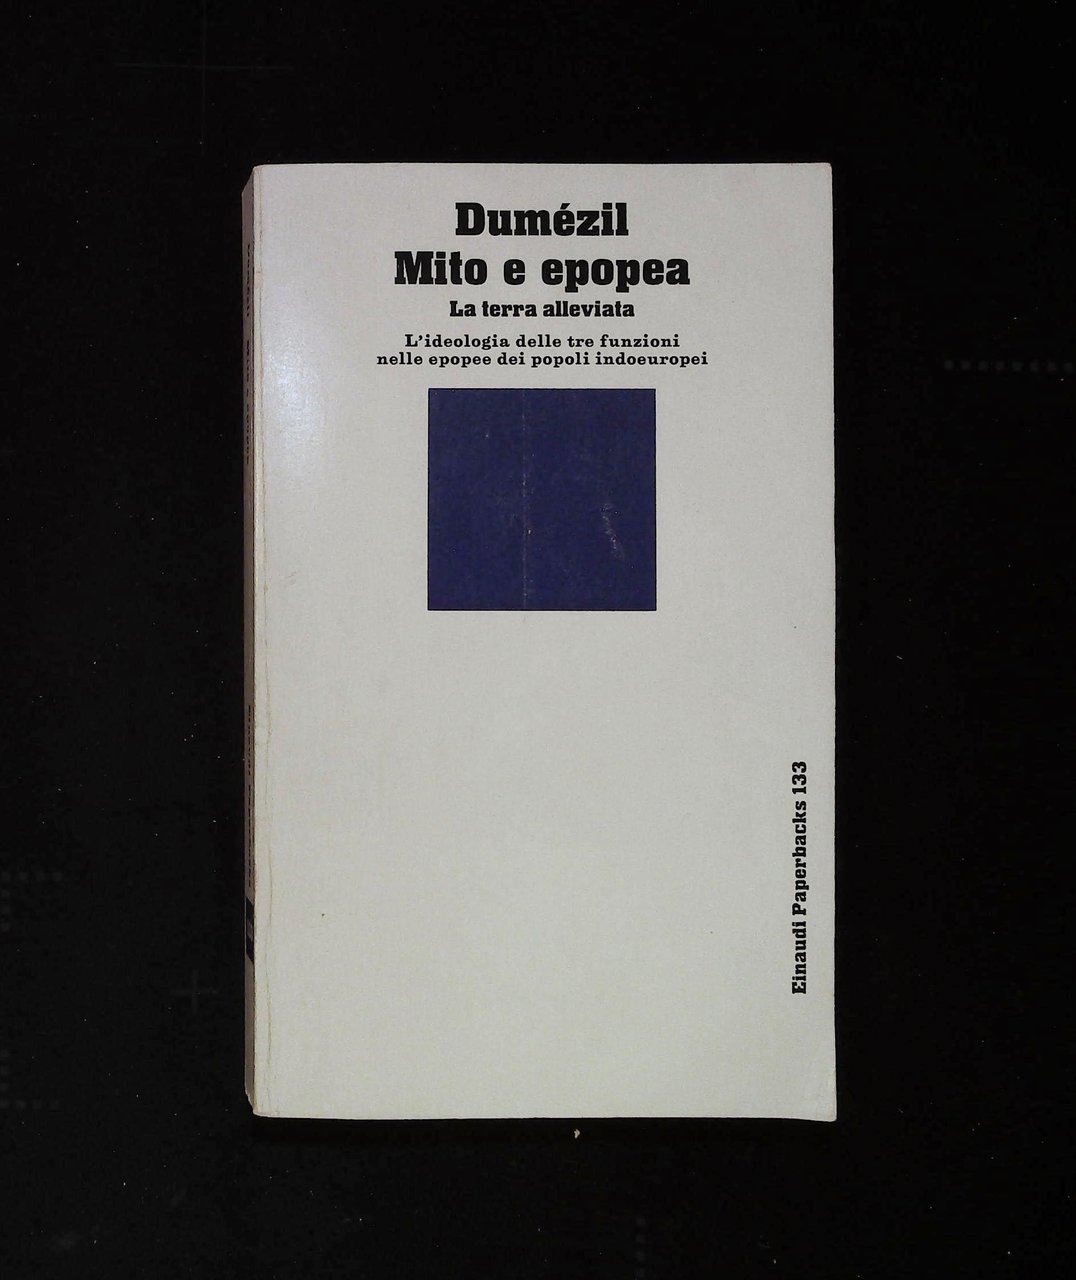 Dumézil
Mito e epopea
La terra alleviata
L'ideologia delle tre funzioni
nelle epopee dei popoli indoeuropei
Einaudi Paperbacks 133